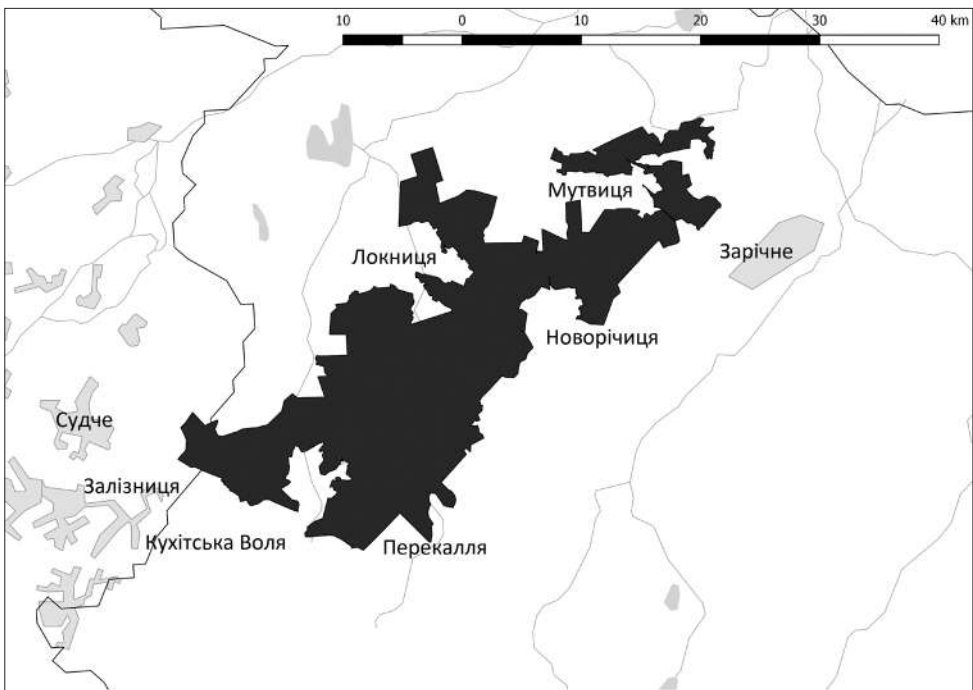 10 0 10 20 30 40 km
Мутвиця
Локниця
Зарічне
Новорічиця
Судче
Залізниця
Кухітська Воля
Перекалля